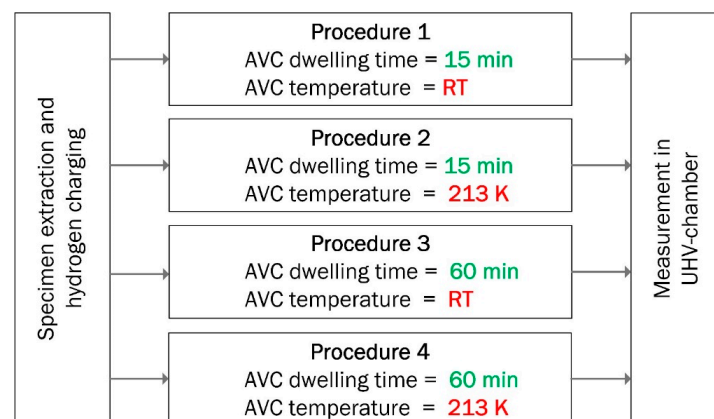 Specimen extraction and
hydrogen charging
Procedure 1
AVC dwelling time = 15 min
AVC temperature = RT
Procedure 2
AVC dwelling time = 15 min
AVC temperature = 213 K
Procedure 3
AVC dwelling time = 60 min
AVC temperature = RT
Procedure 4
AVC dwelling time = 60 min
AVC temperature = 213 K
Measurement in
UHV-chamber